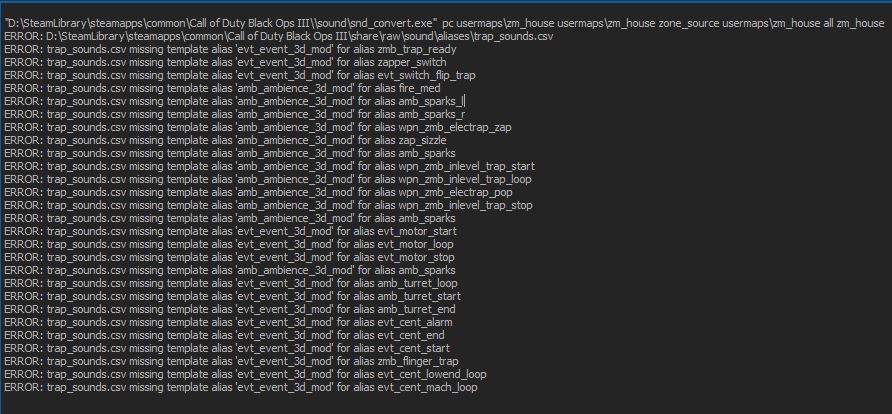 "D:\SteamLibrary\steamapps\common\Call of Duty Black Ops III\\sound\snd_convert.exe"  pc usermaps\zm_house usermaps\zm_house zone_source usermaps\zm_house all zm_house
ERROR: D:\SteamLibrary\steamapps\common\Call of Duty Black Ops III\share\raw\sound\aliases\trap_sounds.csv
ERROR: trap_sounds.csv missing template alias 'evt_event_3d_mod' for alias zmb_trap_ready
ERROR: trap_sounds.csv missing template alias 'evt_event_3d_mod' for alias zapper_switch
ERROR: trap_sounds.csv missing template alias 'evt_event_3d_mod' for alias evt_switch_flip_trap
ERROR: trap_sounds.csv missing template alias 'amb_ambience_3d_mod' for alias fire_med
ERROR: trap_sounds.csv missing template alias 'amb_ambience_3d_mod' for alias amb_sparks_l
ERROR: trap_sounds.csv missing template alias 'amb_ambience_3d_mod' for alias amb_sparks_r
ERROR: trap_sounds.csv missing template alias 'amb_ambience_3d_mod' for alias wpn_zmb_electrap_zap
ERROR: trap_sounds.csv missing template alias 'amb_ambience_3d_mod' for alias zap_sizzle
ERROR: trap_sounds.csv missing template alias 'amb_ambience_3d_mod' for alias amb_sparks
ERROR: trap_sounds.csv missing template alias 'amb_ambience_3d_mod' for alias wpn_zmb_inlevel_trap_start
ERROR: trap_sounds.csv missing template alias 'amb_ambience_3d_mod' for alias wpn_zmb_inlevel_trap_loop
ERROR: trap_sounds.csv missing template alias 'amb_ambience_3d_mod' for alias wpn_zmb_electrap_pop
ERROR: trap_sounds.csv missing template alias 'amb_ambience_3d_mod' for alias wpn_zmb_inlevel_trap_stop
ERROR: trap_sounds.csv missing template alias 'amb_ambience_3d_mod' for alias amb_sparks
ERROR: trap_sounds.csv missing template alias 'evt_event_3d_mod' for alias evt_motor_start
ERROR: trap_sounds.csv missing template alias 'evt_event_3d_mod' for alias evt_motor_loop
ERROR: trap_sounds.csv missing template alias 'evt_event_3d_mod' for alias evt_motor_stop
ERROR: trap_sounds.csv missing template alias 'amb_ambience_3d_mod' for alias amb_sparks
ERROR: trap_sounds.csv missing template alias 'evt_event_3d_mod' for alias amb_turret_loop
ERROR: trap_sounds.csv missing template alias 'evt_event_3d_mod' for alias amb_turret_start
ERROR: trap_sounds.csv missing template alias 'evt_event_3d_mod' for alias amb_turret_end
ERROR: trap_sounds.csv missing template alias 'evt_event_3d_mod' for alias evt_cent_alarm
ERROR: trap_sounds.csv missing template alias 'evt_event_3d_mod' for alias evt_cent_end
ERROR: trap_sounds.csv missing template alias 'evt_event_3d_mod' for alias evt_cent_start
ERROR: trap_sounds.csv missing template alias 'evt_event_3d_mod' for alias zmb_flinger_trap
ERROR: trap_sounds.csv missing template alias 'evt_event_3d_mod' for alias evt_cent_lowend_loop
ERROR: trap_sounds.csv missing template alias 'evt_event_3d_mod' for alias evt_cent_mach_loop